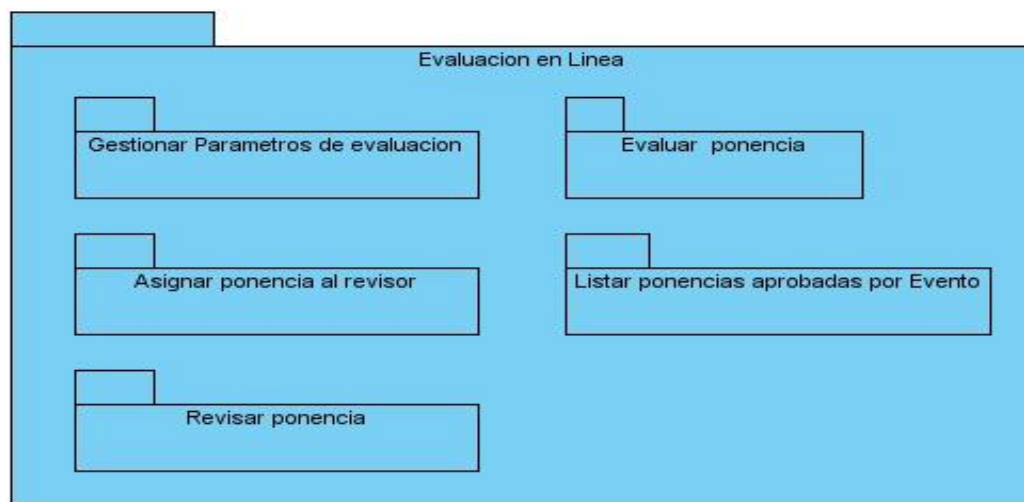 Evaluacion en Linea
Gestionar Parametros de evaluacion
Evaluar ponencia
Asignar ponencia al revisor
Listar ponencias aprobadas por Evento
Revisar ponencia